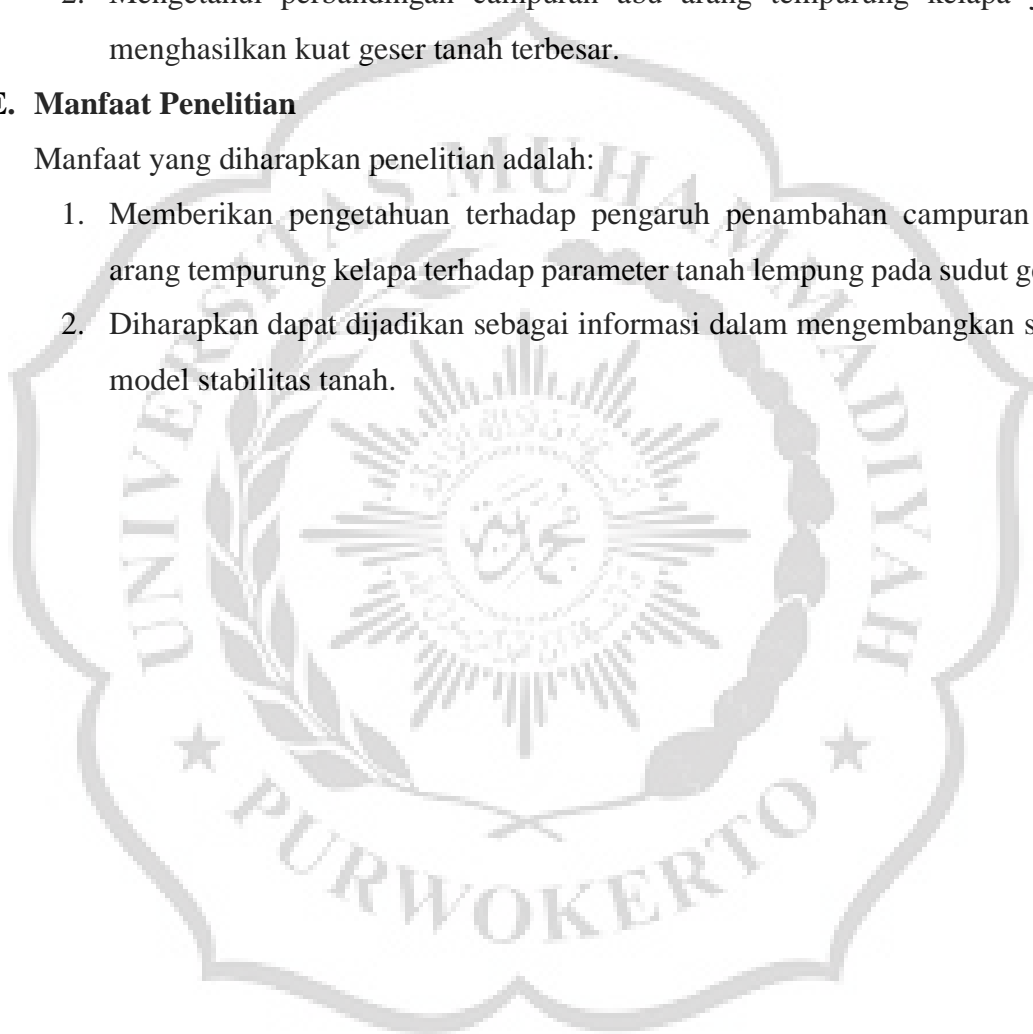 2. Mengetahui perbandingan campuran abu arang tempurung kelapa
menghasilkan kuat geser tanah terbesar.
E. Manfaat Penelitian
Manfaat yang diharapkan penelitian adalah:
1. Memberikan pengetahuan terhadap pengaruh penambahan campuran
arang tempurung kelapa terhadap parameter tanah lempung pada sudut
2. Diharapkan dapat dijadikan sebagai informasi dalam mengembangkan
model stabilitas tanah.
UNIVERSITAS MUHAMMADIYAH
PURWOKERTO